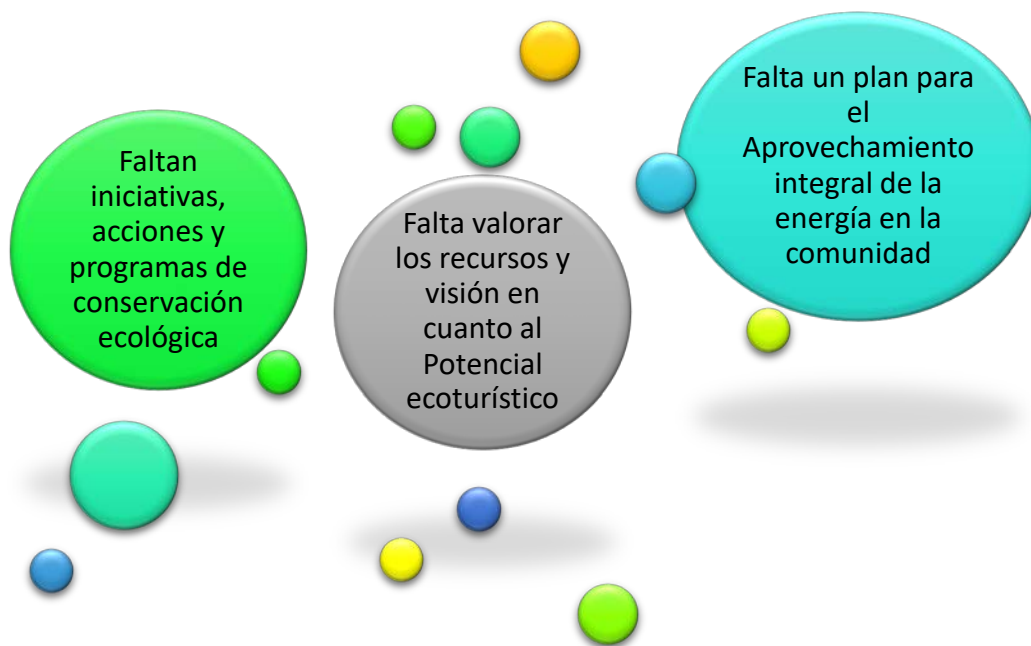 Faltan
iniciativas,
acciones y
programas de
conservación
ecológica
Falta valorar
los recursos y
visión en
cuanto al
Potencial
ecoturístico
Falta un plan para
el
Aprovechamiento
integral de la
energía en la
comunidad